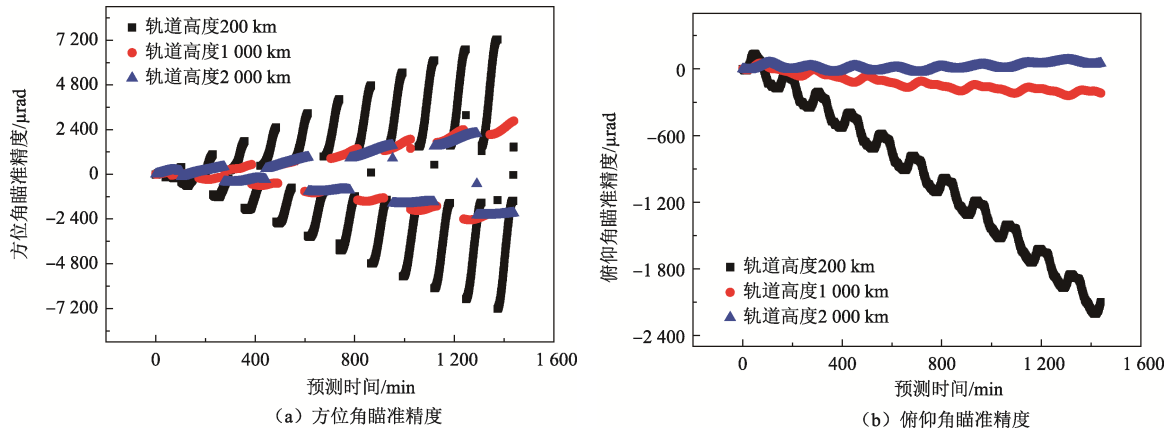 轨道高度200 km
轨道高度1 000 km
轨道高度2 000 km
7 200
4 800
2 400
0
−2 400
−4 800
−7 200
方位角瞄准精度/μrad
0
400
800
1 200
1 600
预测时间/min
(a) 方位角瞄准精度
0
−600
−1 200
−1 800
−2 400
俯仰角瞄准精度/μrad
轨道高度200 km
轨道高度1 000 km
轨道高度2 000 km
0
400
800
1 200
1 600
预测时间/min
(b) 俯仰角瞄准精度